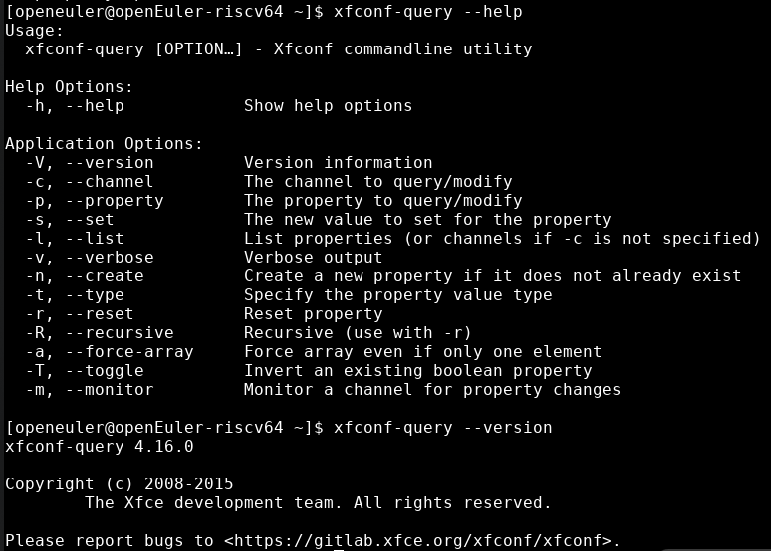 [openeuler@openEuler-riscv64 ~]$ xfconf-query --help
Usage:
  xfconf-query [OPTION…] - Xfconf commandline utility

Help Options:
  -h, --help            Show help options

Application Options:
  -V, --version         Version information
  -c, --channel         The channel to query/modify
  -p, --property        The property to query/modify
  -s, --set             The new value to set for the property
  -l, --list            List properties (or channels if -c is not specified)
  -v, --verbose         Verbose output
  -n, --create          Create a new property if it does not already exist
  -t, --type            Specify the property value type
  -r, --reset           Reset property
  -R, --recursive       Recursive (use with -r)
  -a, --force-array     Force array even if only one element
  -T, --toggle          Invert an existing boolean property
  -m, --monitor         Monitor a channel for property changes

[openeuler@openEuler-riscv64 ~]$ xfconf-query --version
xfconf-query 4.16.0

Copyright (c) 2008-2015
        The Xfce development team. All rights reserved.

Please report bugs to <https://gitlab.xfce.org/xfconf/xfconf>.